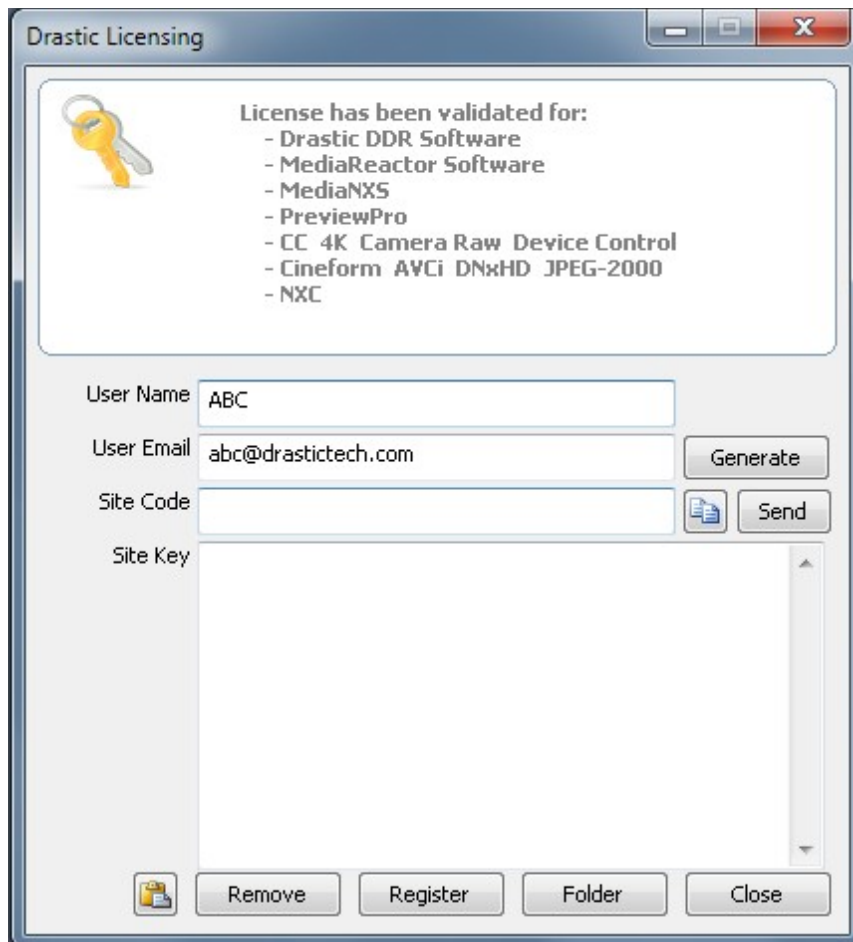 Drastic Licensing
License has been validated for:
- Drastic DDR Software
- MediaReactor Software
- MediaNXS
- PreviewPro
- CC 4K Camera Raw Device Control
- Cineform AVCi DNxHD JPEG-2000
- NXC
User Name ABC
User Email abc@drastictech.com Generate
Site Code Send
Site Key
Remove Register Folder Close